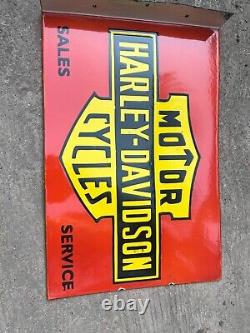 MOTOR
HARLEY-DAVIDSON
CYCLES
SALES
SERVICE